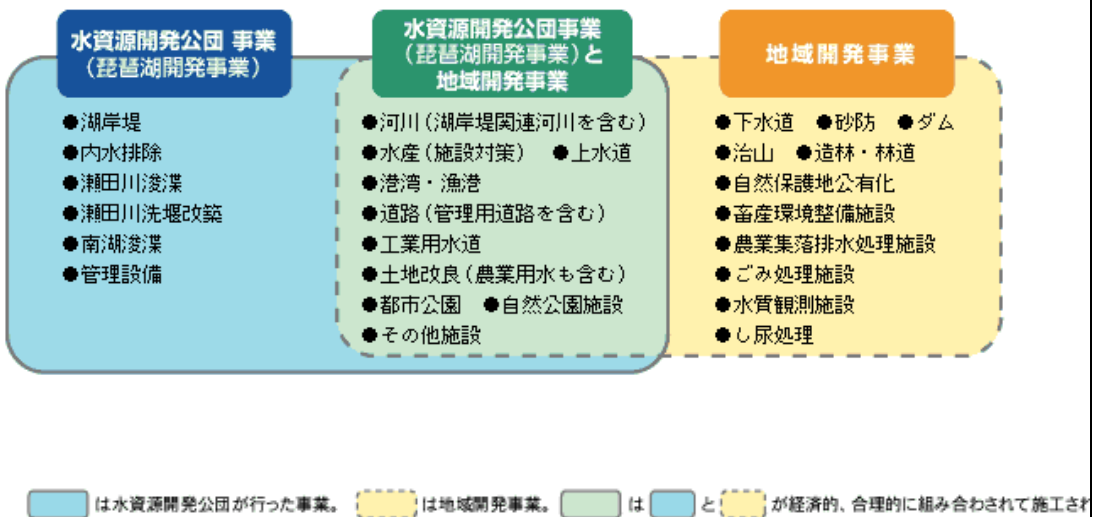 水資源開発公団 事業
（琵琶湖開発事業）
●湖岸堤
●内水排除
●瀬田川浚渫
●瀬田川洗堰改築
●南湖浚渫
●管理設備
水資源開発公団事業
（琵琶湖開発事業）と
地域開発事業
●河川（湖岸堤関連河川を含む）
●水産（施設対策） ●上水道
●港湾・漁港
●道路（管理用道路を含む）
●工業用水道
●土地改良（農業用水も含む）
●都市公園 ●自然公園施設
●その他施設
地域開発事業
●下水道 ●砂防 ●ダム
●治山 ●造林・林道
●自然保護地公有化
●畜産環境整備施設
●農業集落排水処理施設
●ごみ処理施設
●水質観測施設
●し尿処理
は水資源開発公団が行った事業。 は地域開発事業。 は と が経済的、合理的に組み合わされて施工され